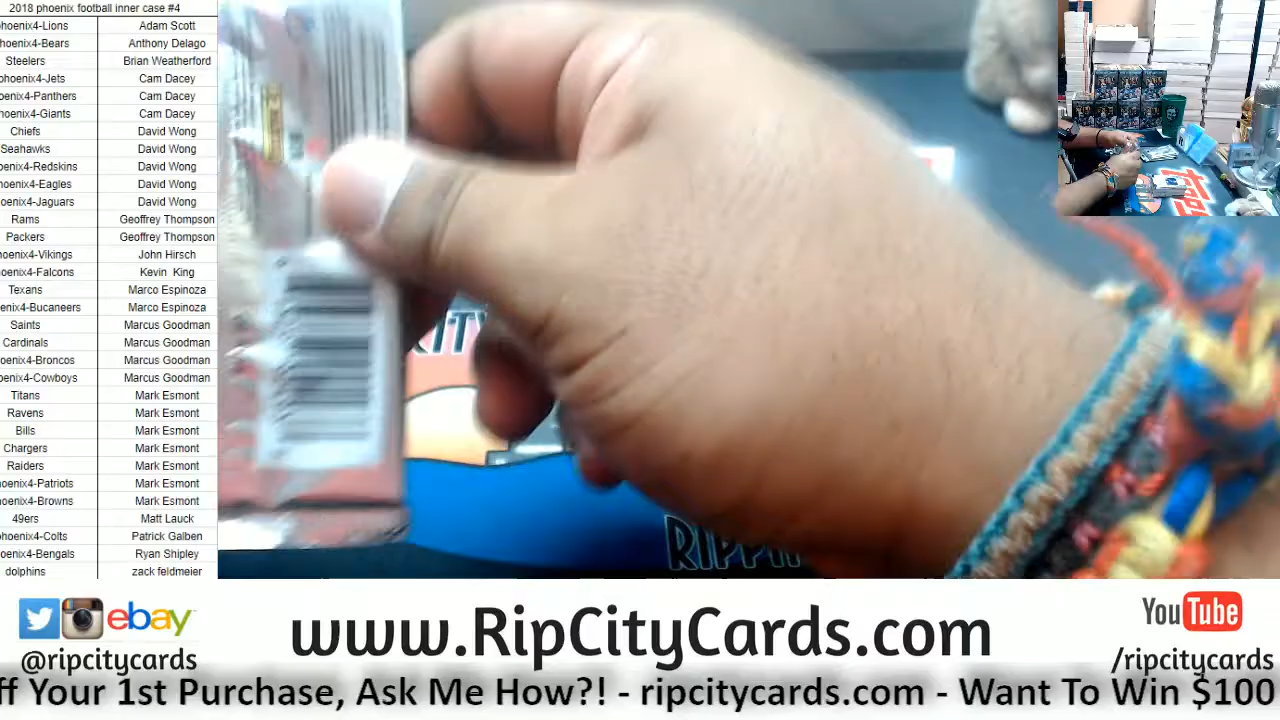 2018 phoenix football inner case #4
phoenix4-Lions Adam Scott
phoenix4-Bears Anthony Delago
Steelers Brian Weatherford
phoenix4-Jets Cam Dacey
oenix4-Panthers Cam Dacey
hoenix4-Giants Cam Dacey
Chiefs David Wong
Seahawks David Wong
oenix4-Redskins David Wong
hoenix4-Eagles David Wong
oenix4-Jaguars David Wong
Rams Geoffrey Thompson
Packers Geoffrey Thompson
hoenix4-Vikings John Hirsch
hoenix4-Falcons Kevin King
Texans Marco Espinoza
enix4-Bucaneers Marco Espinoza
Saints Marcus Goodman
Cardinals Marcus Goodman
oenix4-Broncos Marcus Goodman
enix4-Cowboys Marcus Goodman
Titans Mark Esmont
Ravens Mark Esmont
Bills Mark Esmont
Chargers Mark Esmont
Raiders Mark Esmont
oenix4-Patriots Mark Esmont
hoenix4-Browns Mark Esmont
49ers Matt Lauck
phoenix4-Colts Patrick Galben
oenix4-Bengals Ryan Shipley
dolphins zack feldmeier
RIPPIN
ebay
@ripcitycards
www.RipCityCards.com
YouTube
/ripcitycards
ff Your 1st Purchase, Ask Me How?! - ripcitycards.com - Want To Win $100